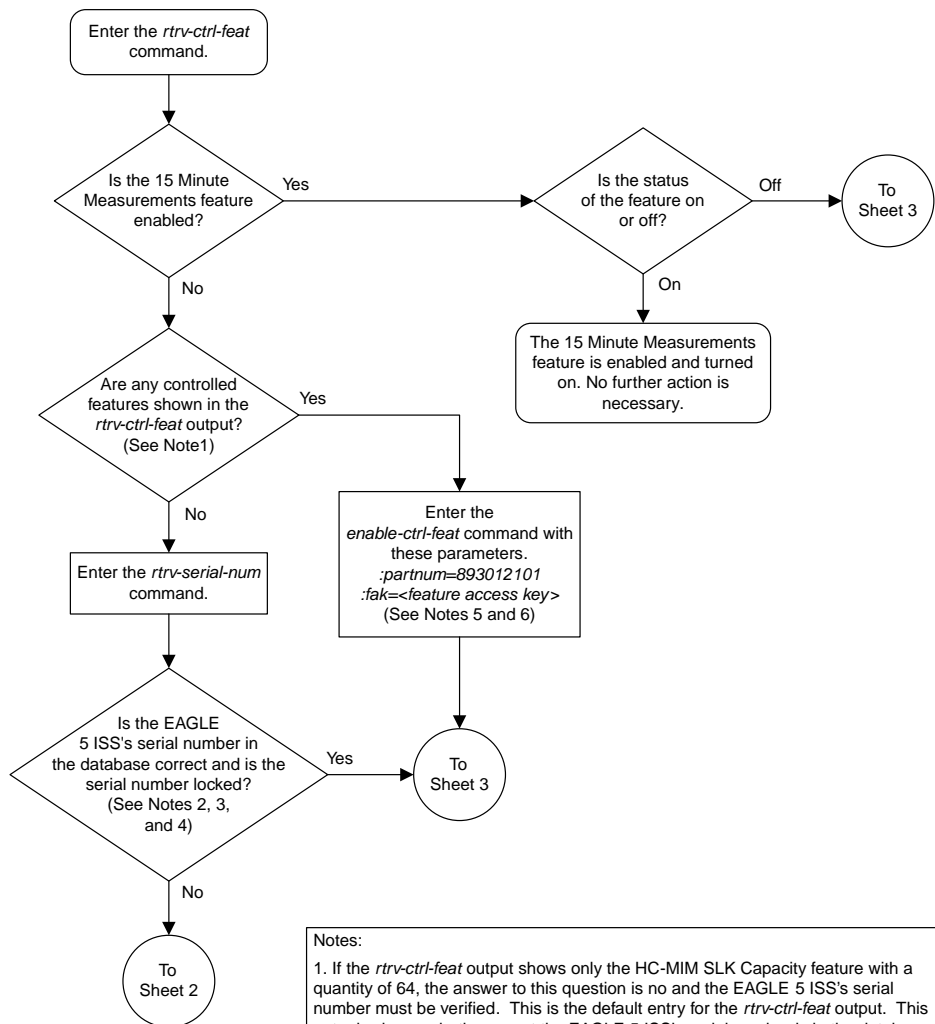 Enter the rtrv-ctrl-feat
command.
Is the 15 Minute
Measurements feature
enabled?
Yes
Is the status
of the feature on
or off?
Off
To
Sheet 3
No
On
The 15 Minute Measurements
feature is enabled and turned
on. No further action is
necessary.
Are any controlled
features shown in the
rtrv-ctrl-feat output?
(See Note1)
Yes
No
Enter the
enable-ctrl-feat command with
these parameters.
:partnum=893012101
:fak=<feature access key>
(See Notes 5 and 6)
Enter the rtrv-serial-num
command.
Is the EAGLE
5 ISS's serial number in
the database correct and is the
serial number locked?
(See Notes 2, 3,
and 4)
Yes
To
Sheet 3
No
To
Sheet 2
Notes:
1. If the rtrv-ctrl-feat output shows only the HC-MIM SLK Capacity feature with a
quantity of 64, the answer to this question is no and the EAGLE 5 ISS's serial
number must be verified. This is the default entry for the rtrv-ctrl-feat output. This